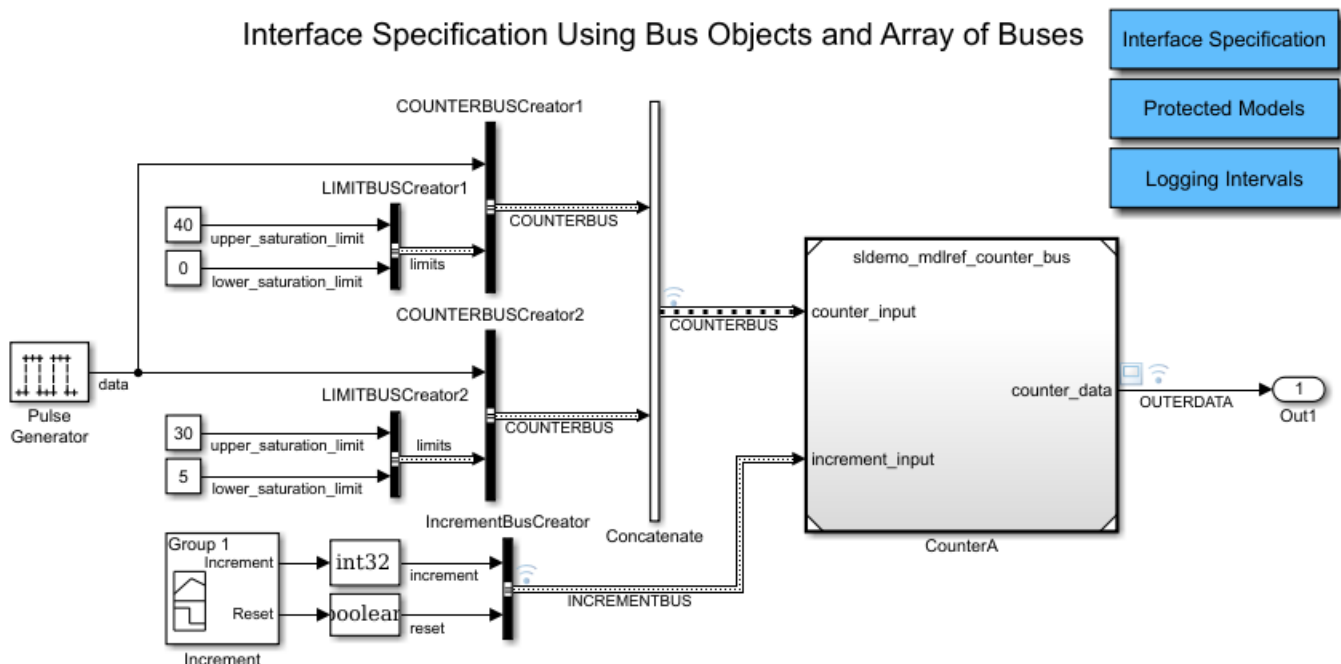 Interface Specification Using Bus Objects and Array of Buses
Interface Specification
Protected Models
Logging Intervals
COUNTERBUSCreator1
LIMITBUSCreator1
40
upper_saturation_limit
0
lower_saturation_limit
limits
COUNTERBUS
COUNTERBUSCreator2
data
Pulse
Generator
LIMITBUSCreator2
30
upper_saturation_limit
5
lower_saturation_limit
limits
COUNTERBUS
Concatenate
COUNTERBUS
sldemo_mdlref_counter_bus
counter_input
counter_data
increment_input
CounterA
OUTERDATA
1
Out1
IncrementBusCreator
Group 1
Increment
Reset
Increment
int32
increment
boolean
reset
INCREMENTBUS